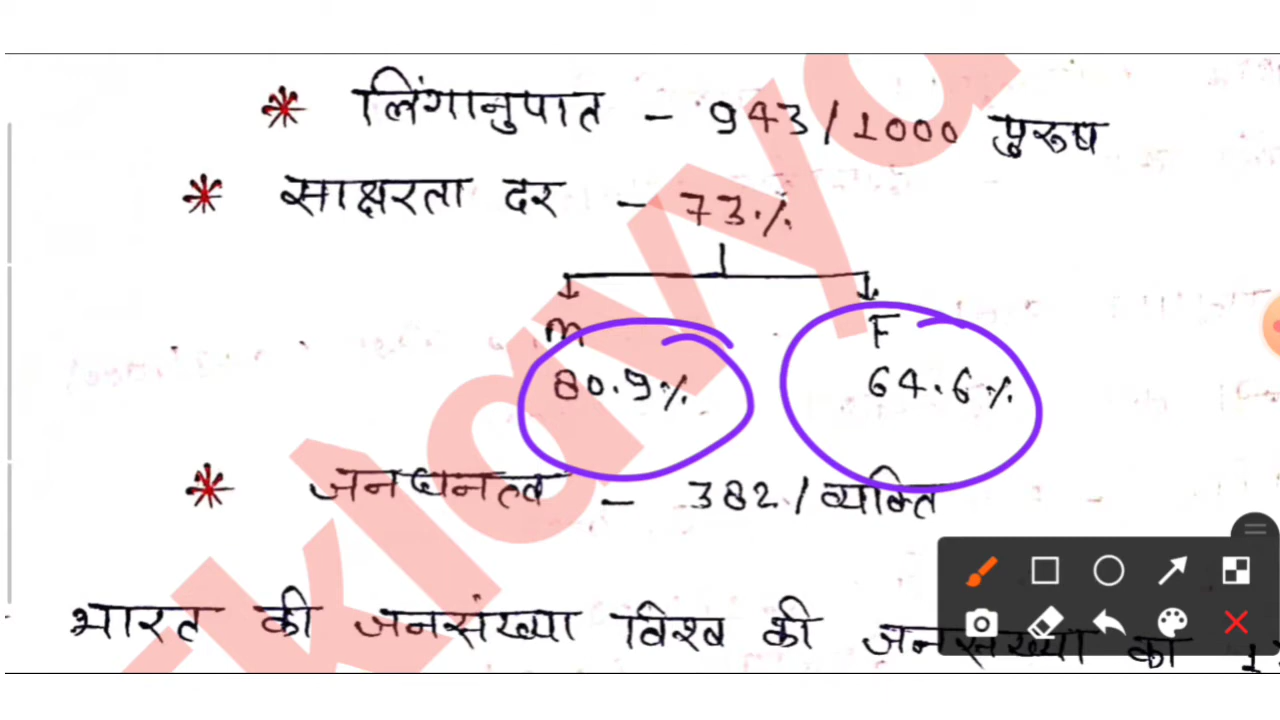 * लिंगानुपात - 943/1000 पुरूष
* साक्षरता दर - 73%
M F
80.9% 64.6%
* जनघनत्व - 382/व्यक्ति
भारत की जनसंख्या विश्व की जनसंख्या का